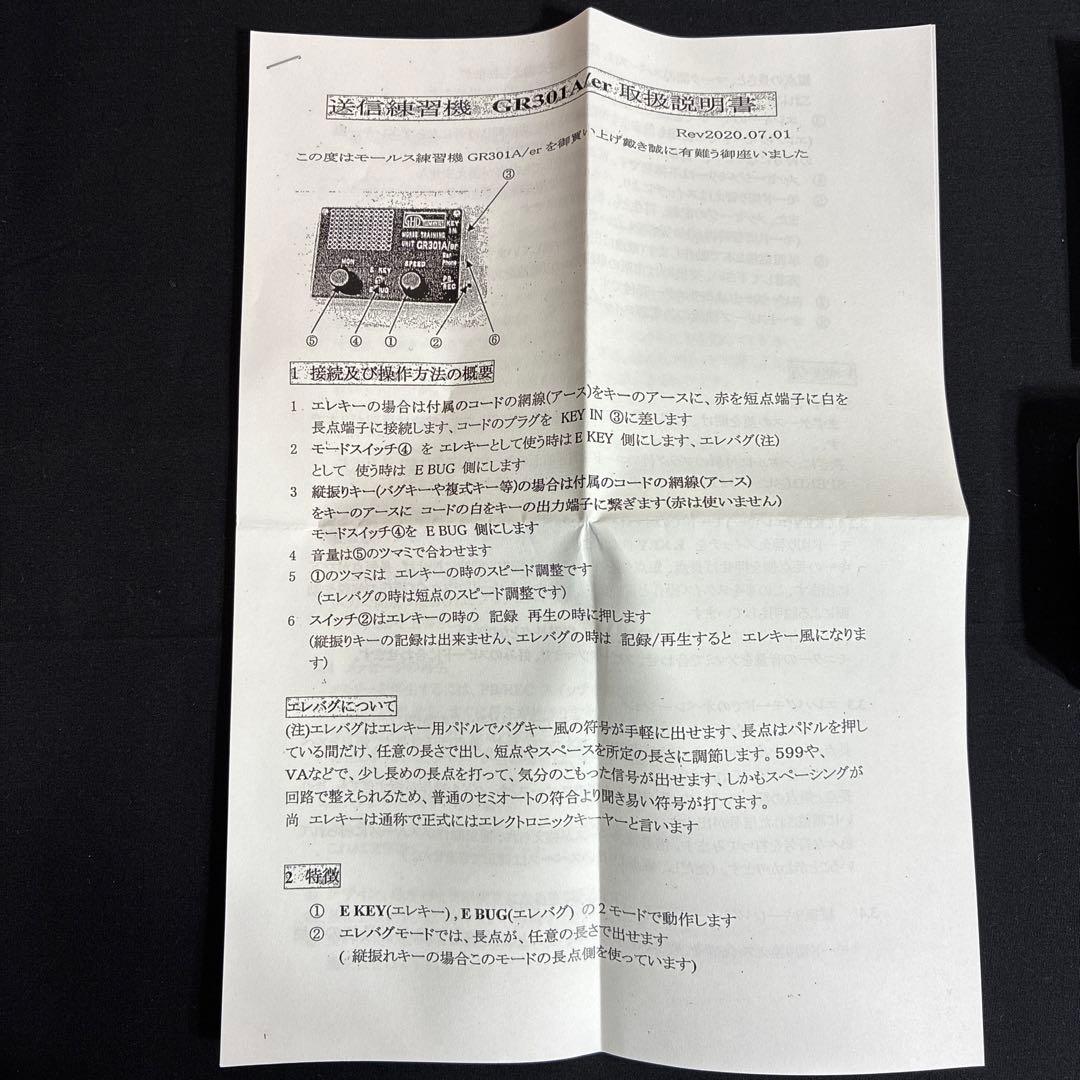 送信練習機 GR301A/er 取扱説明書
Rev2020.07.01
この度はモールス練習機 GR301A/er を御買い上げ戴き誠に有難う御座いました
③
GHD
KEY IN
MORSE TRAINING
UNIT GR301A/er
Ear Phone
MON
E KEY
SPEED
PB REC
E BUG
⑤ ④ ① ② ⑥
1 接続及び操作方法の概要
1 エレキーの場合は付属のコードの網線(アース)をキーのアースに、赤を短点端子に白を
長点端子に接続します、コードのプラグを KEY IN ③に差します
2 モードスイッチ④ を エレキーとして使う時は E KEY 側にします、エレバグ(注)
として 使う時は E BUG 側にします
3 縦振りキー(バグキーや複式キー等)の場合は付属のコードの網線(アース)
をキーのアースに コードの白をキーの出力端子に繋ぎます(赤は使いません)
モードスイッチ④を E BUG 側にします
4 音量は⑤のツマミで合わせます
5 ①のツマミは エレキーの時のスピード調整です
(エレバグの時は短点のスピード調整です)
6 スイッチ②はエレキーの時の 記録 再生の時に押します
(縦振りキーの記録は出来ません、エレバグの時は 記録/再生すると エレキー風になりま
す)
エレバグについて
(注)エレバグはエレキー用パドルでバグキー風の符号が手軽に出せます、長点はパドルを押し
ている間だけ、任意の長さで出し、短点やスペースを所定の長さに調節します。599や、
VAなどで、少し長めの長点を打って、気分のこもった信号が出せます、しかもスペーシングが
回路で整えられるため、普通のセミオートの符合より聞き易い符号が打てます。
尚 エレキーは通称で正式にはエレクトロニックキーヤーと言います
2 特徴
① E KEY(エレキー) , E BUG(エレバグ) の 2 モードで動作します
② エレバグモードでは、長点が、任意の長さで出せます
( 縦振れキーの場合このモードの長点側を使っています)
1